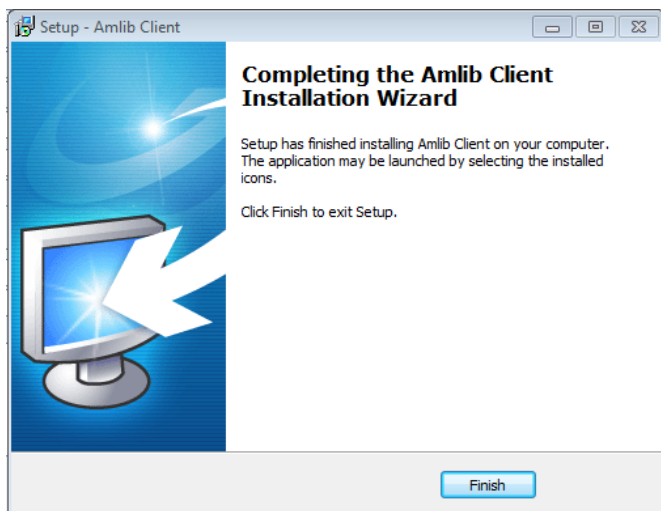 Setup - Amlib Client
Completing the Amlib Client
Installation Wizard
Setup has finished installing Amlib Client on your computer.
The application may be launched by selecting the installed
icons.
Click Finish to exit Setup.
Finish